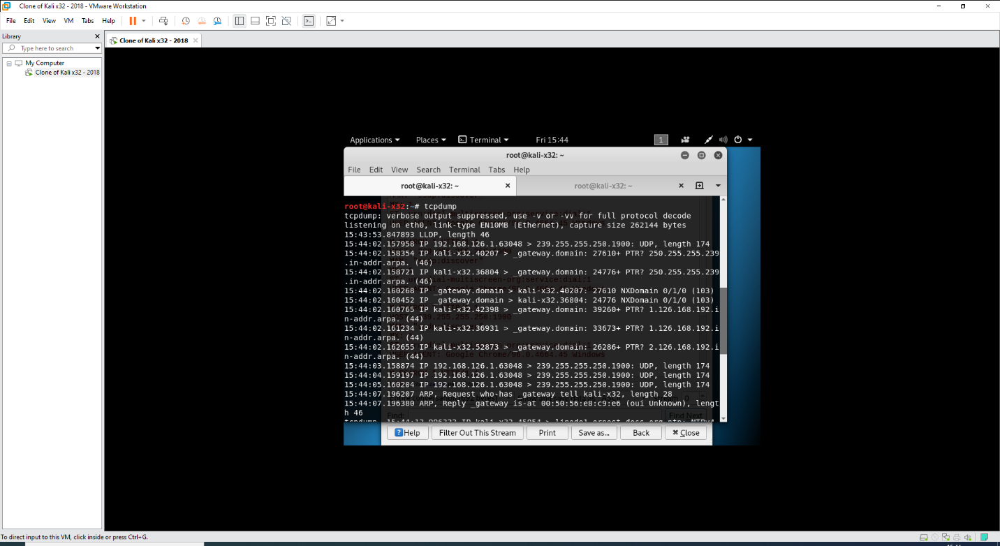 Clone of Kali x32 - 2018 - VMware Workstation
File Edit View VM Tabs Help
Library
Type here to search
My Computer
Clone of Kali x32 - 2018
Clone of Kali x32 - 2018
Applications Places Terminal Fri 15:44 1
root@kali-x32: ~
File Edit View Search Terminal Tabs Help
root@kali-x32: ~ root@kali-x32: ~
root@kali-x32:~# tcpdump
tcpdump: verbose output suppressed, use -v or -vv for full protocol decode
listening on eth0, link-type EN10MB (Ethernet), capture size 262144 bytes
15:43:53.847893 LLDP, length 46
15:44:02.157958 IP 192.168.126.1.63048 > 239.255.255.250.1900: UDP, length 174
15:44:02.158354 IP kali-x32.40207 > _gateway.domain: 27610+ PTR? 250.255.255.239
.in-addr.arpa. (46)
15:44:02.158721 IP kali-x32.36804 > _gateway.domain: 24776+ PTR? 250.255.255.239
.in-addr.arpa. (46)
15:44:02.160268 IP _gateway.domain > kali-x32.40207: 27610 NXDomain 0/1/0 (103)
15:44:02.160452 IP _gateway.domain > kali-x32.36804: 24776 NXDomain 0/1/0 (103)
15:44:02.160765 IP kali-x32.42398 > _gateway.domain: 39260+ PTR? 1.126.168.192.i
n-addr.arpa. (44)
15:44:02.161234 IP kali-x32.36931 > _gateway.domain: 33673+ PTR? 1.126.168.192.i
n-addr.arpa. (44)
15:44:02.162655 IP kali-x32.52873 > _gateway.domain: 26286+ PTR? 2.126.168.192.i
n-addr.arpa. (44)
15:44:03.158874 IP 192.168.126.1.63048 > 239.255.255.250.1900: UDP, length 174
15:44:04.159197 IP 192.168.126.1.63048 > 239.255.255.250.1900: UDP, length 174
15:44:05.160204 IP 192.168.126.1.63048 > 239.255.255.250.1900: UDP, length 174
15:44:07.196207 ARP, Request who-has _gateway tell kali-x32, length 28
15:44:07.196380 ARP, Reply _gateway is-at 00:50:56:e8:c9:e6 (oui Unknown), lengt
h 46
Find: Find Next
Help Filter Out This Stream Print Save as... Back Close
To direct input to this VM, click inside or press Ctrl+G.